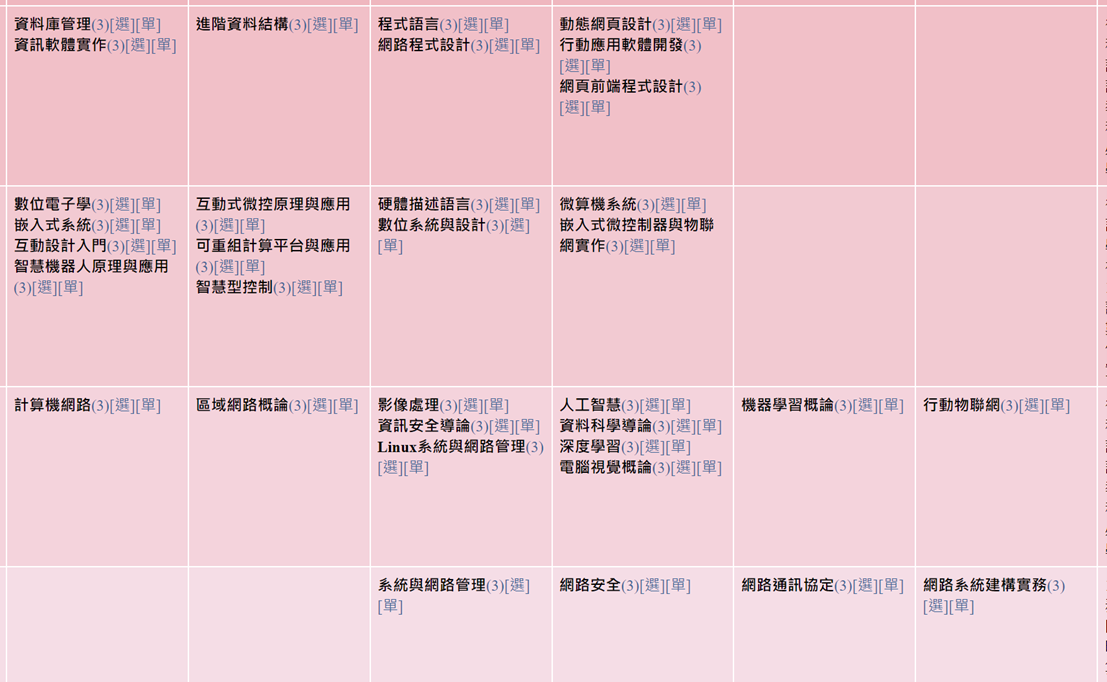 資料庫管理(3)[選][單]
資訊軟體實作(3)[選][單]
進階資料結構(3)[選][單]
程式語言(3)[選][單]
網路程式設計(3)[選][單]
動態網頁設計(3)[選][單]
行動應用軟體開發(3)
[選][單]
網頁前端程式設計(3)
[選][單]
數位電子學(3)[選][單]
嵌入式系統(3)[選][單]
互動設計入門(3)[選][單]
智慧機器人原理與應用
(3)[選][單]
互動式微控原理與應用
(3)[選][單]
可重組計算平台與應用
(3)[選][單]
智慧型控制(3)[選][單]
硬體描述語言(3)[選][單]
數位系統與設計(3)[選]
[單]
微算機系統(3)[選][單]
嵌入式微控制器與物聯
網實作(3)[選][單]
計算機網路(3)[選][單]
區域網路概論(3)[選][單]
影像處理(3)[選][單]
資訊安全導論(3)[選][單]
Linux系統與網路管理(3)
[選][單]
人工智慧(3)[選][單]
資料科學導論(3)[選][單]
深度學習(3)[選][單]
電腦視覺概論(3)[選][單]
機器學習概論(3)[選][單]
行動物聯網(3)[選][單]
系統與網路管理(3)[選]
[單]
網路安全(3)[選][單]
網路通訊協定(3)[選][單]
網路系統建構實務(3)
[選][單]